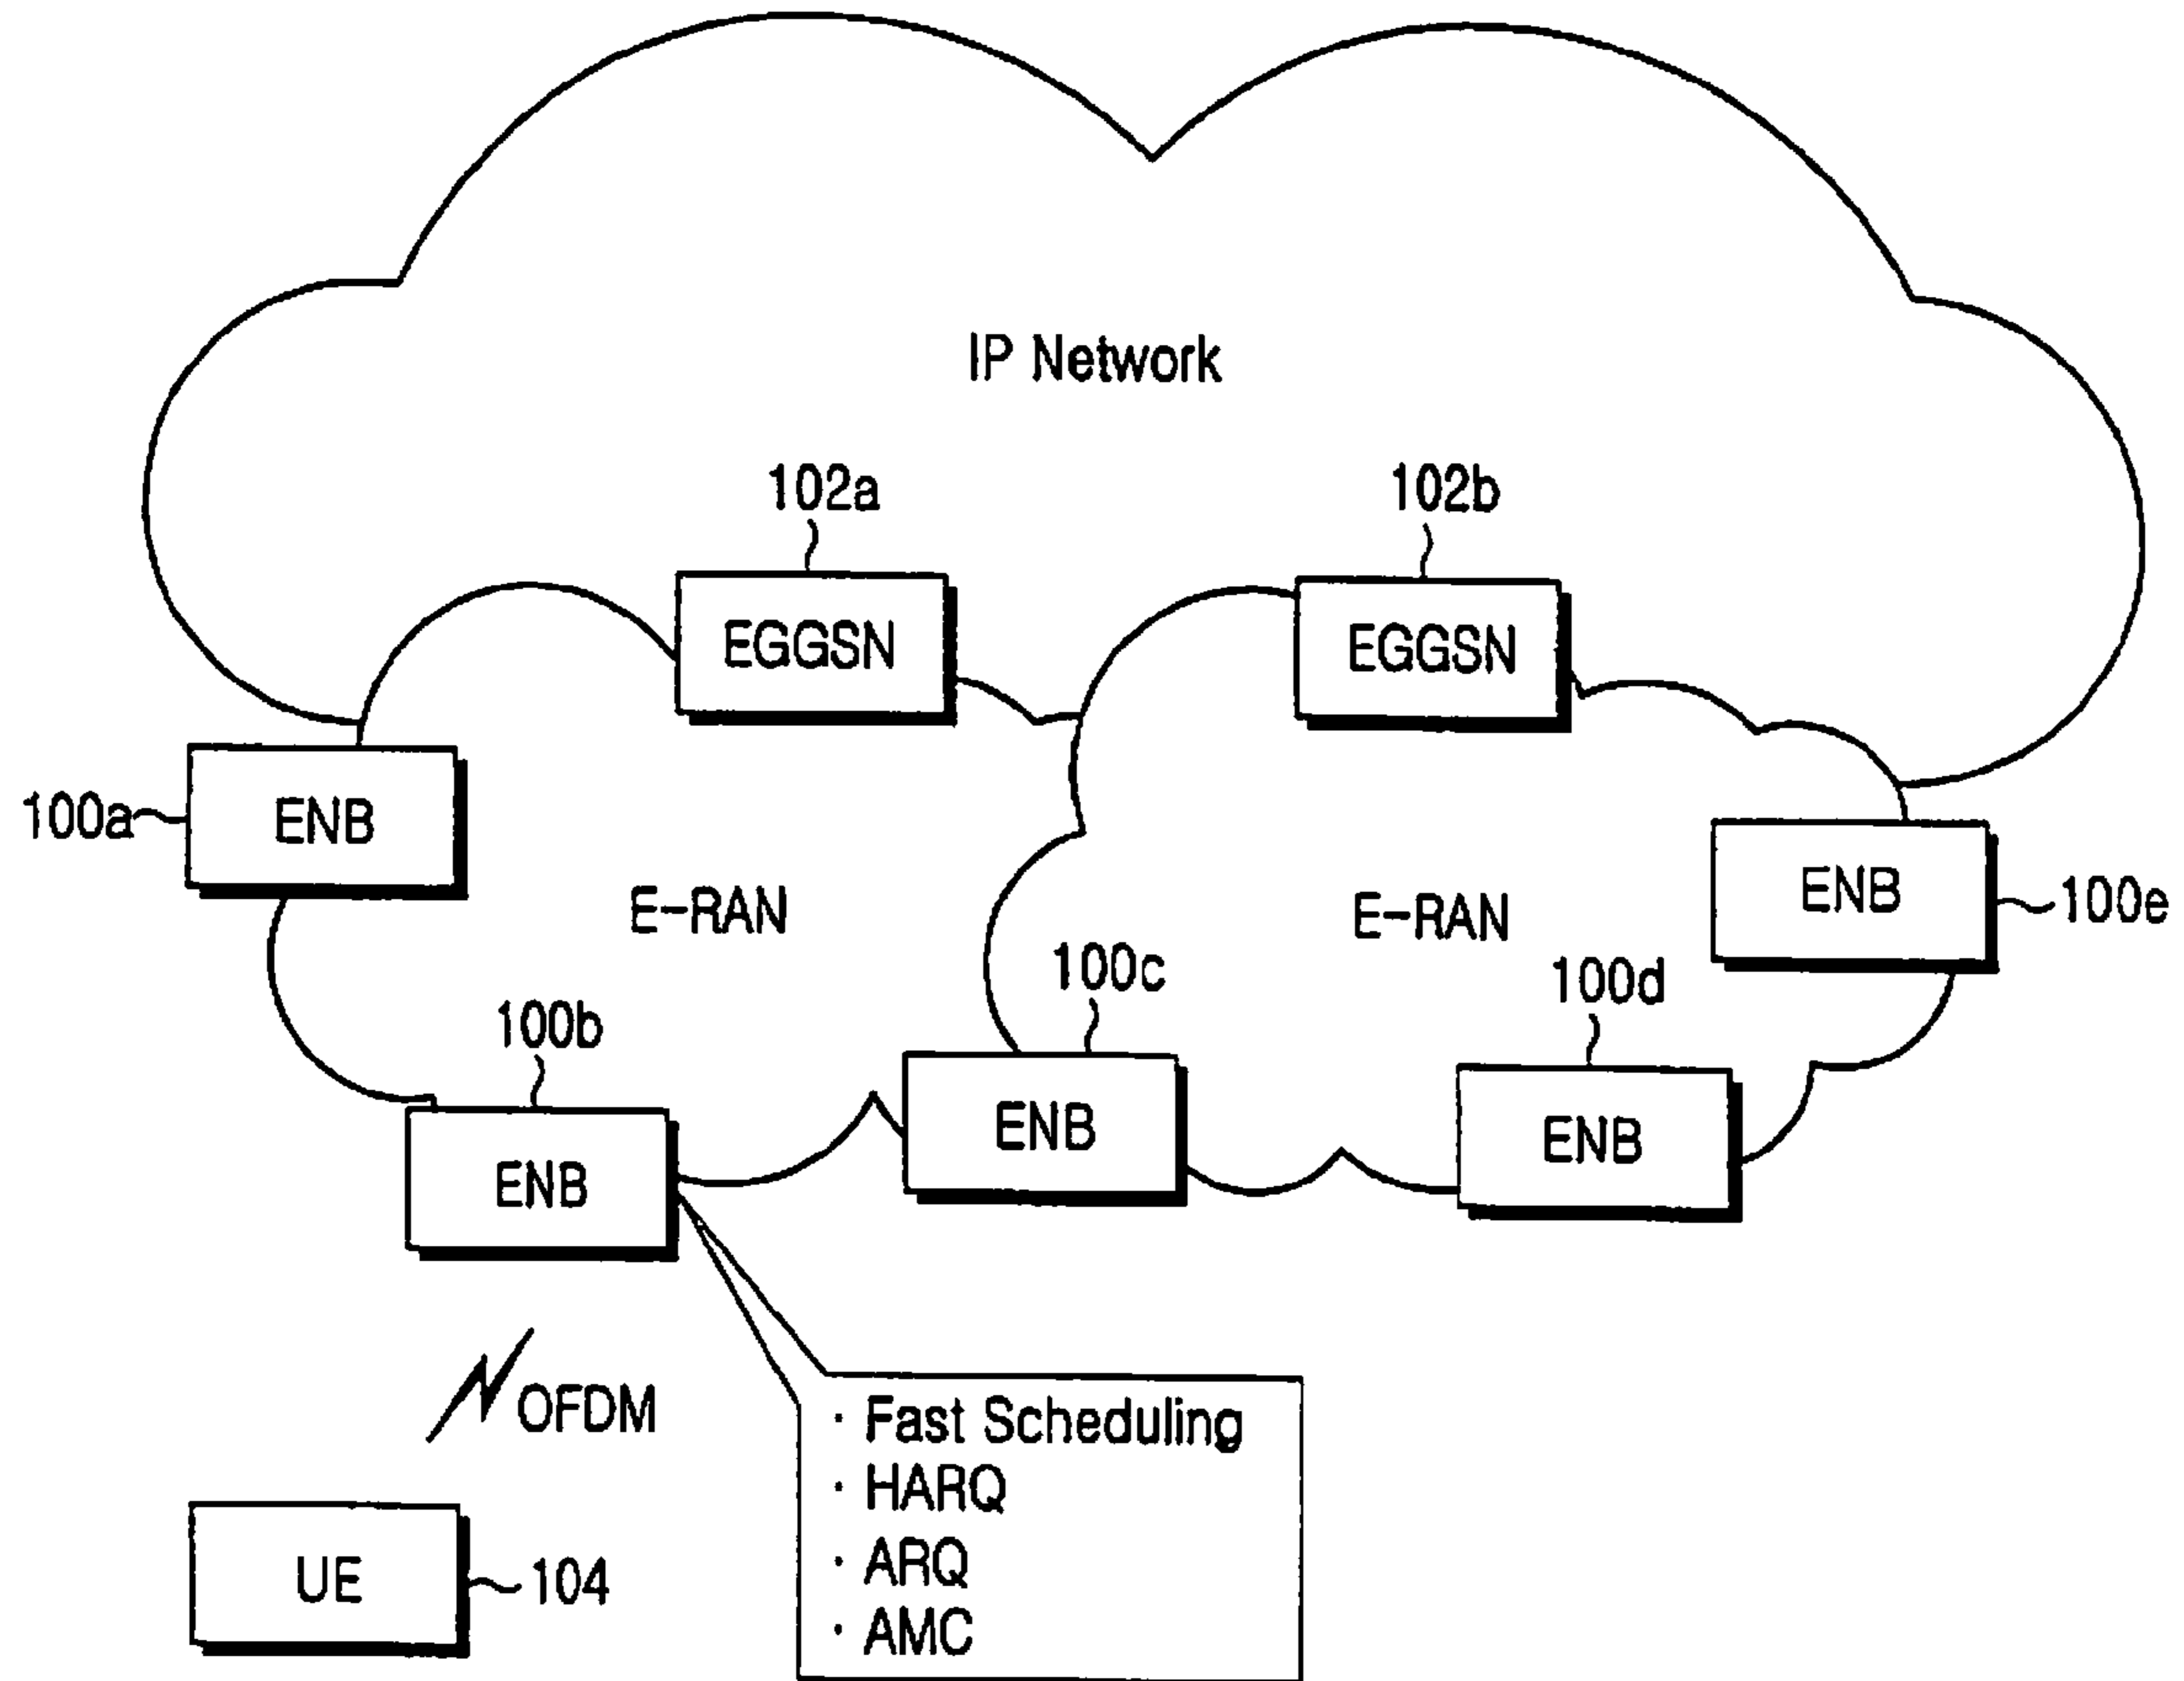 IP Network
102a
102b
EGGSN
EGGSN
100a
ENB
E-RAN
E-RAN
ENB
100e
100b
100c
100d
ENB
ENB
ENB
OFDM
· Fast Scheduling
· HARQ
· ARQ
· AMC
UE
104